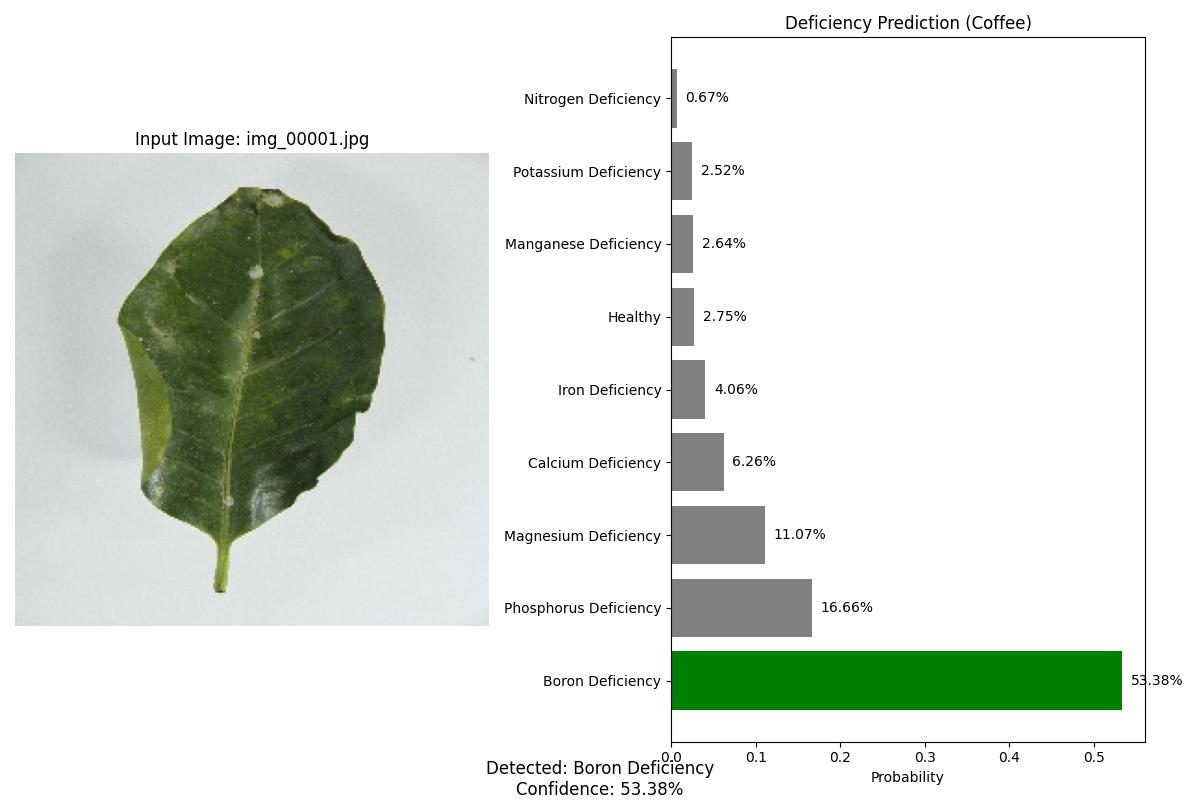 Input Image: img_00001.jpg
Deficiency Prediction (Coffee)
Nitrogen Deficiency 0.67%
Potassium Deficiency 2.52%
Manganese Deficiency 2.64%
Healthy 2.75%
Iron Deficiency 4.06%
Calcium Deficiency 6.26%
Magnesium Deficiency 11.07%
Phosphorus Deficiency 16.66%
Boron Deficiency 53.38%
0.0 0.1 0.2 0.3 0.4 0.5
Probability
Detected: Boron Deficiency
Confidence: 53.38%